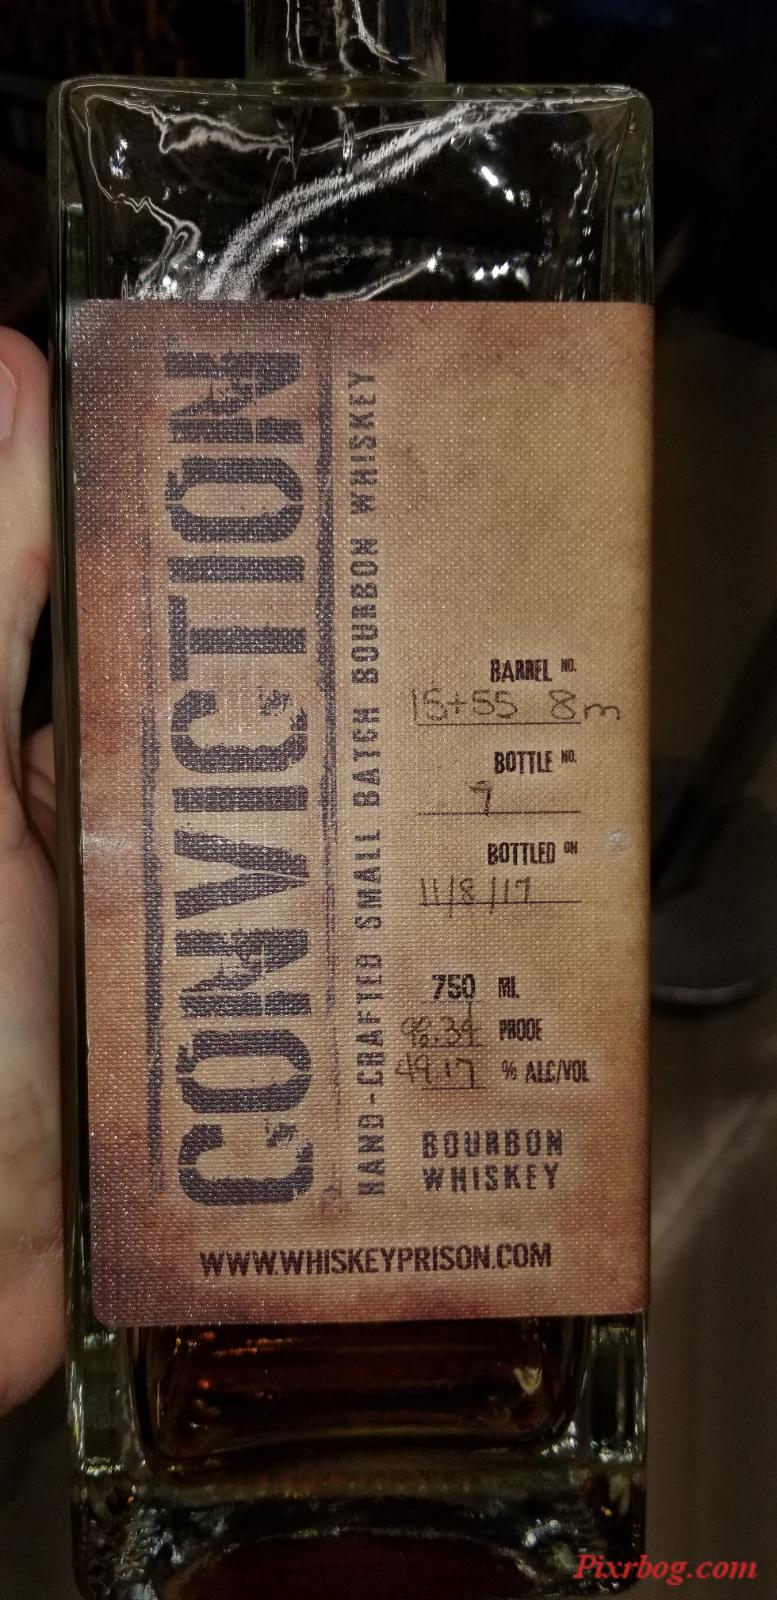 CONVICTION
HAND-CRAFTED SMALL BATCH BOURBON WHISKEY
BARREL NO.
15+55 8m
BOTTLE NO.
9
BOTTLED ON
11/8/17
750 ML
98.34 PROOF
49.17 % ALC/VOL
BOURBON
WHISKEY
WWW.WHISKEYPRISON.COM
Pixrbog.com